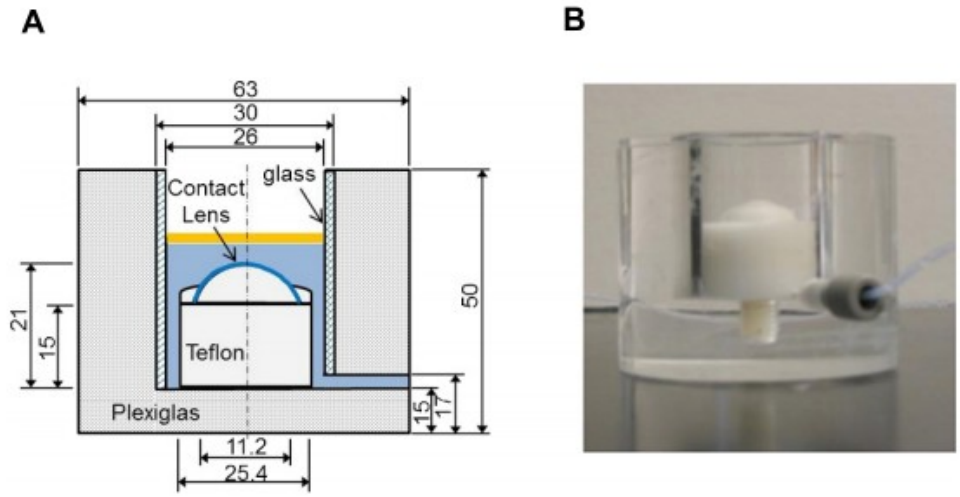 A
B
63
30
26
glass
Contact
Lens
21
15
Teflon
50
Plexiglas
15
17
11.2
25.4